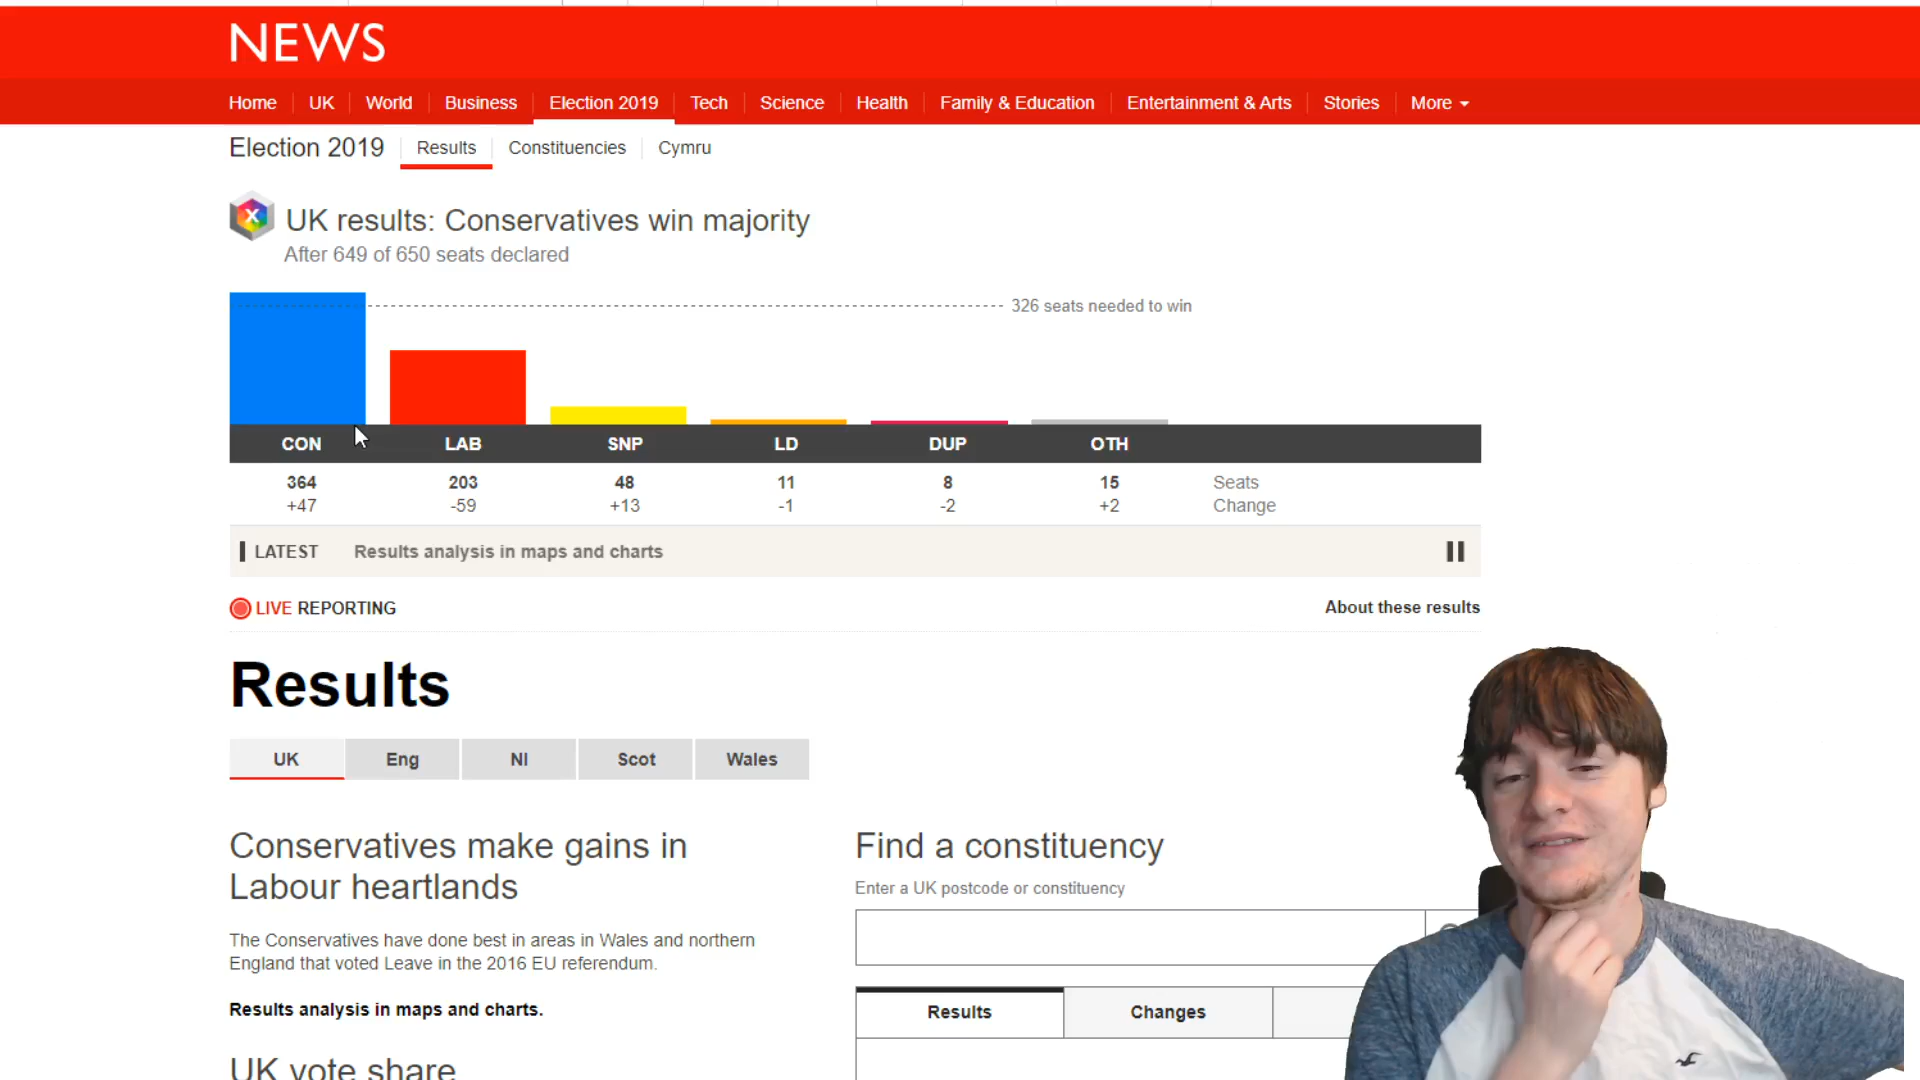 NEWS
Home UK World Business Election 2019 Tech Science Health Family & Education Entertainment & Arts Stories More
Election 2019 Results Constituencies Cymru
X UK results: Conservatives win majority
After 649 of 650 seats declared
326 seats needed to win
CON LAB SNP LD DUP OTH
364 203 48 11 8 15 Seats
+47 -59 +13 -1 -2 +2 Change
LATEST Results analysis in maps and charts
LIVE REPORTING About these results
Results
UK Eng NI Scot Wales
Conservatives make gains in
Labour heartlands
The Conservatives have done best in areas in Wales and northern
England that voted Leave in the 2016 EU referendum.
Results analysis in maps and charts.
UK vote share
Find a constituency
Enter a UK postcode or constituency
Results Changes